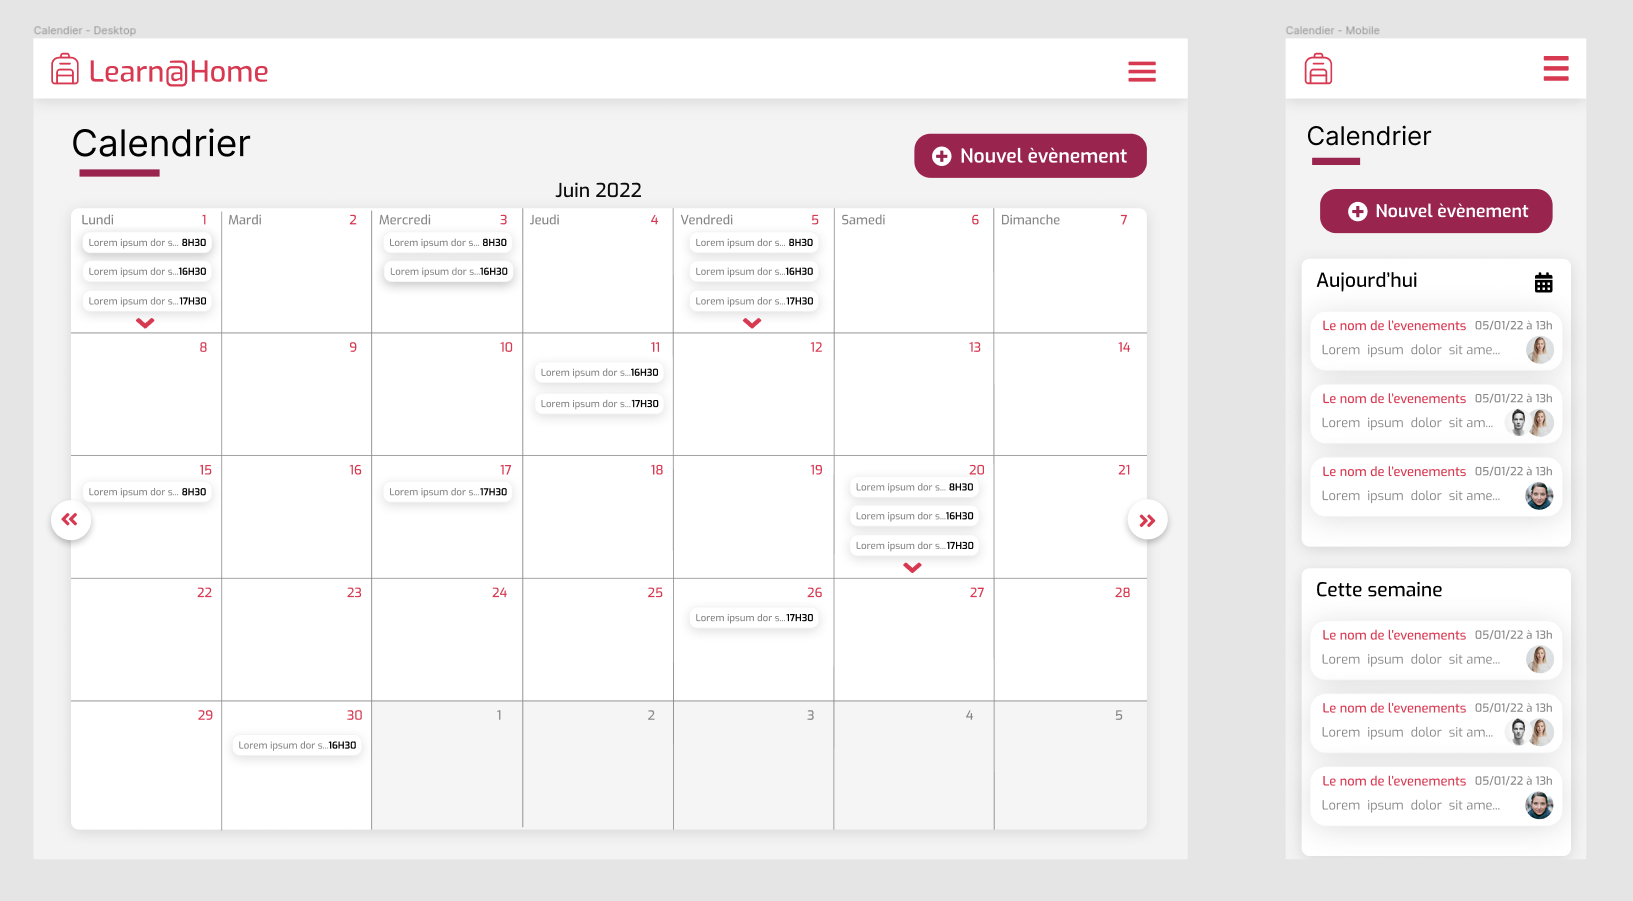 Calendier - Desktop
Learn@Home
Calendrier
Nouvel èvènement
Juin 2022
Lundi 1 Mardi 2 Mercredi 3 Jeudi 4 Vendredi 5 Samedi 6 Dimanche 7
Lorem ipsum dor s... 8H30 Lorem ipsum dor s... 8H30 Lorem ipsum dor s... 8H30
Lorem ipsum dor s...16H30 Lorem ipsum dor s...16H30 Lorem ipsum dor s...16H30
Lorem ipsum dor s...17H30 Lorem ipsum dor s...17H30
8 9 10 11 12 13 14
Lorem ipsum dor s...16H30
Lorem ipsum dor s...17H30
15 16 17 18 19 20 21
Lorem ipsum dor s... 8H30 Lorem ipsum dor s...17H30 Lorem ipsum dor s... 8H30
Lorem ipsum dor s...16H30
Lorem ipsum dor s...17H30
22 23 24 25 26 27 28
Lorem ipsum dor s...17H30
29 30 1 2 3 4 5
Lorem ipsum dor s...16H30
Calendier - Mobile
Calendrier
Nouvel èvènement
Aujourd'hui
Le nom de l'evenements 05/01/22 à 13h
Lorem ipsum dolor sit ame...
Le nom de l'evenements 05/01/22 à 13h
Lorem ipsum dolor sit am...
Le nom de l'evenements 05/01/22 à 13h
Lorem ipsum dolor sit ame...
Cette semaine
Le nom de l'evenements 05/01/22 à 13h
Lorem ipsum dolor sit ame...
Le nom de l'evenements 05/01/22 à 13h
Lorem ipsum dolor sit am...
Le nom de l'evenements 05/01/22 à 13h
Lorem ipsum dolor sit ame...